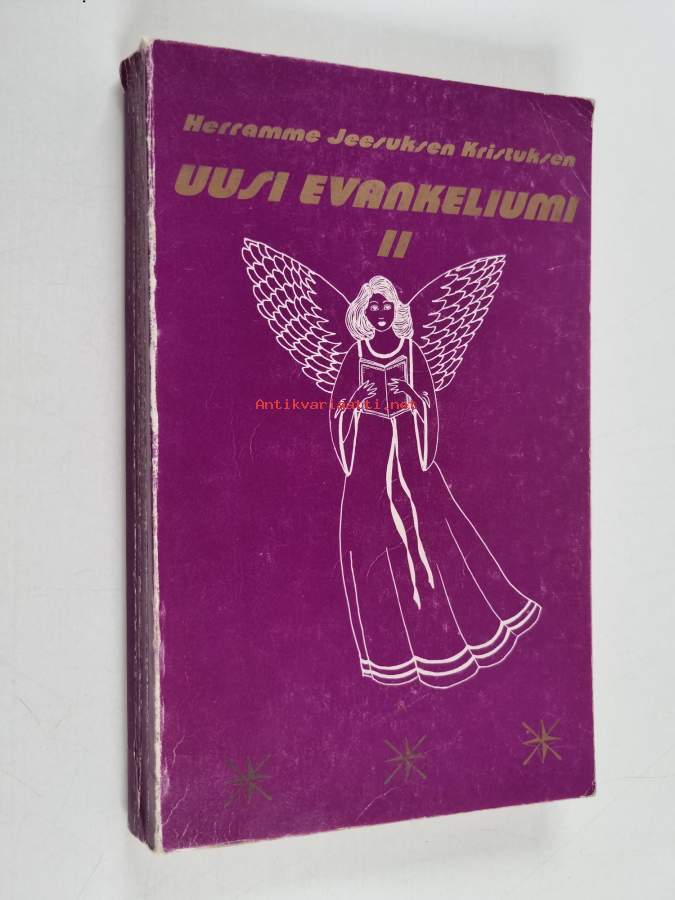 Herramme Jeesuksen Kristuksen
UUSI EVANKELIUMI
II
Antikvariaatti.net